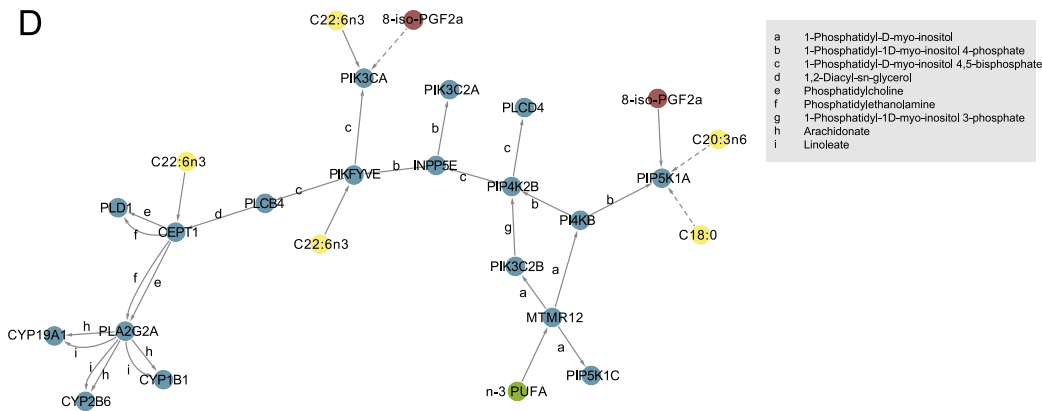 D
C22:6n3
8-iso-PGF2a
PIK3CA
PIK3C2A
PLCD4
8-iso-PGF2a
C20:3n6
c
b
c
C22:6n3
PIKFYVE
b
INPP5E
c
PIP4K2B
PIP5K1A
b
b
PLD1
e
f
CEPT1
d
PLCB4
c
PI4KB
C18:0
C22:6n3
g
f
e
PIK3C2B
a
a
CYP19A1
h
i
PLA2G2A
MTMR12
i
h
i
h
a
CYP1B1
CYP2B6
n-3 PUFA
PIP5K1C
a 1-Phosphatidyl-D-myo-inositol
b 1-Phosphatidyl-1D-myo-inositol 4-phosphate
c 1-Phosphatidyl-D-myo-inositol 4,5-bisphosphate
d 1,2-Diacyl-sn-glycerol
e Phosphatidylcholine
f Phosphatidylethanolamine
g 1-Phosphatidyl-1D-myo-inositol 3-phosphate
h Arachidonate
i Linoleate